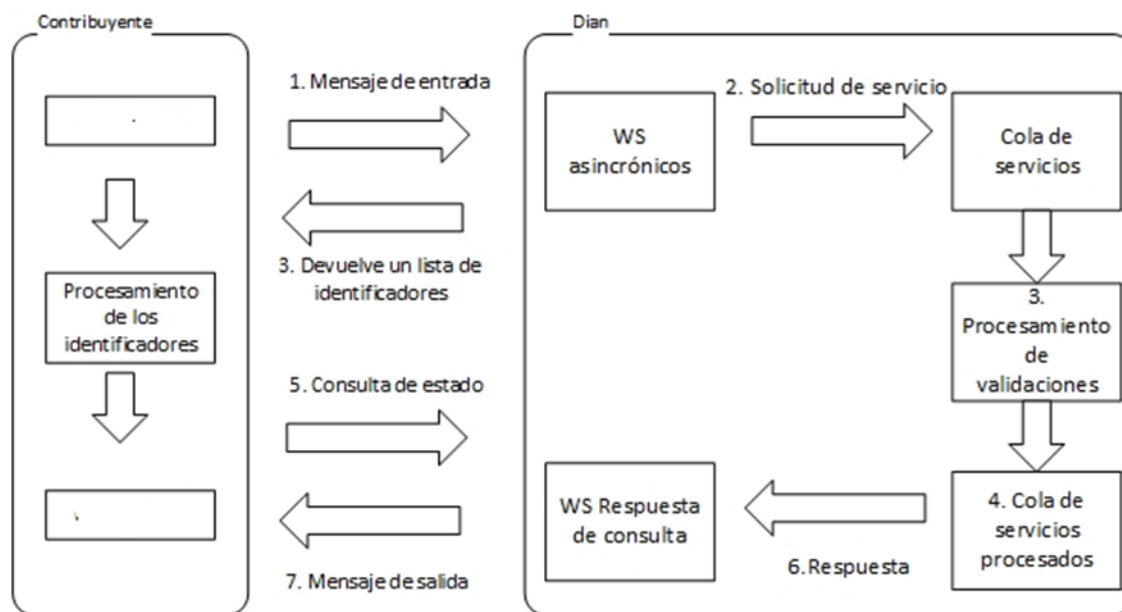 Contribuyente
Dian
1. Mensaje de entrada
2. Solicitud de servicio
WS
asincrónicos
Cola de
servicios
3. Devuelve un lista de
identificadores
Procesamiento
de los
identificadores
3.
Procesamiento
de
validaciones
5. Consulta de estado
WS Respuesta
de consulta
4. Cola de
servicios
procesados
6.Respuesta
7. Mensaje de salida